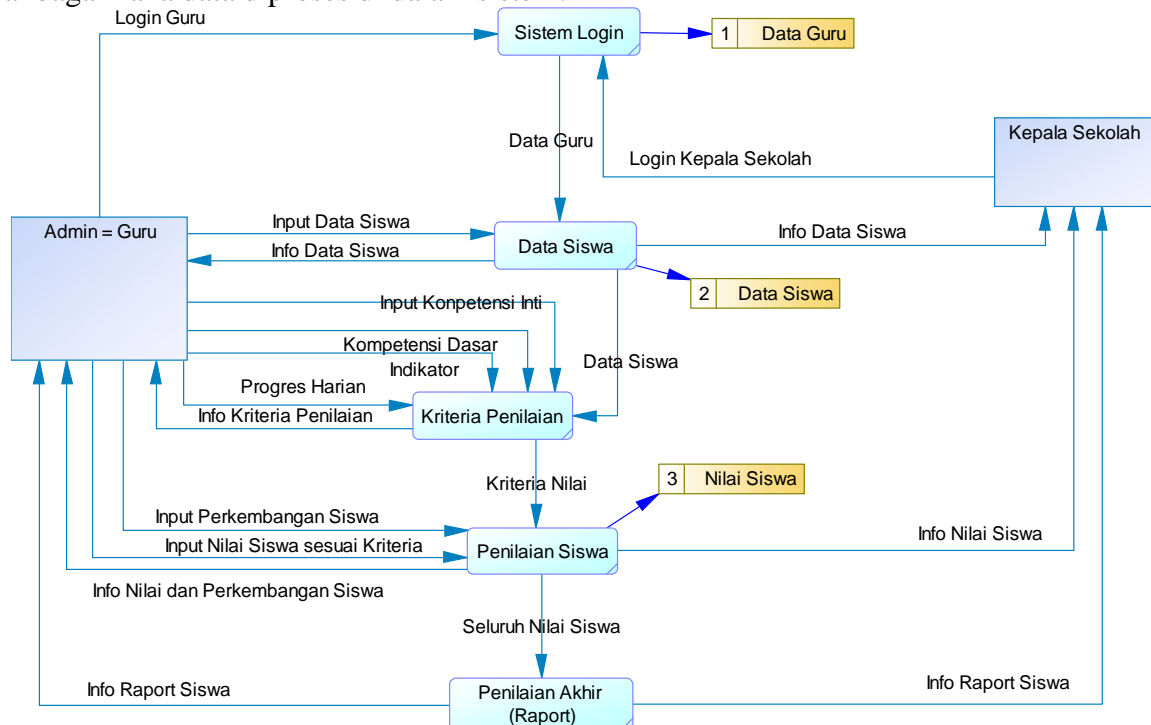 Login Guru
Sistem Login
1 Data Guru
Data Guru
Login Kepala Sekolah
Kepala Sekolah
Admin = Guru
Input Data Siswa
Info Data Siswa
Data Siswa
Info Data Siswa
2 Data Siswa
Input Konpetensi Inti
Kompetensi Dasar
Indikator
Data Siswa
Progres Harian
Info Kriteria Penilaian
Kriteria Penilaian
Kriteria Nilai
3 Nilai Siswa
Input Perkembangan Siswa
Input Nilai Siswa sesuai Kriteria
Penilaian Siswa
Info Nilai Siswa
Info Nilai dan Perkembangan Siswa
Seluruh Nilai Siswa
Info Raport Siswa
Penilaian Akhir
(Raport)
Info Raport Siswa